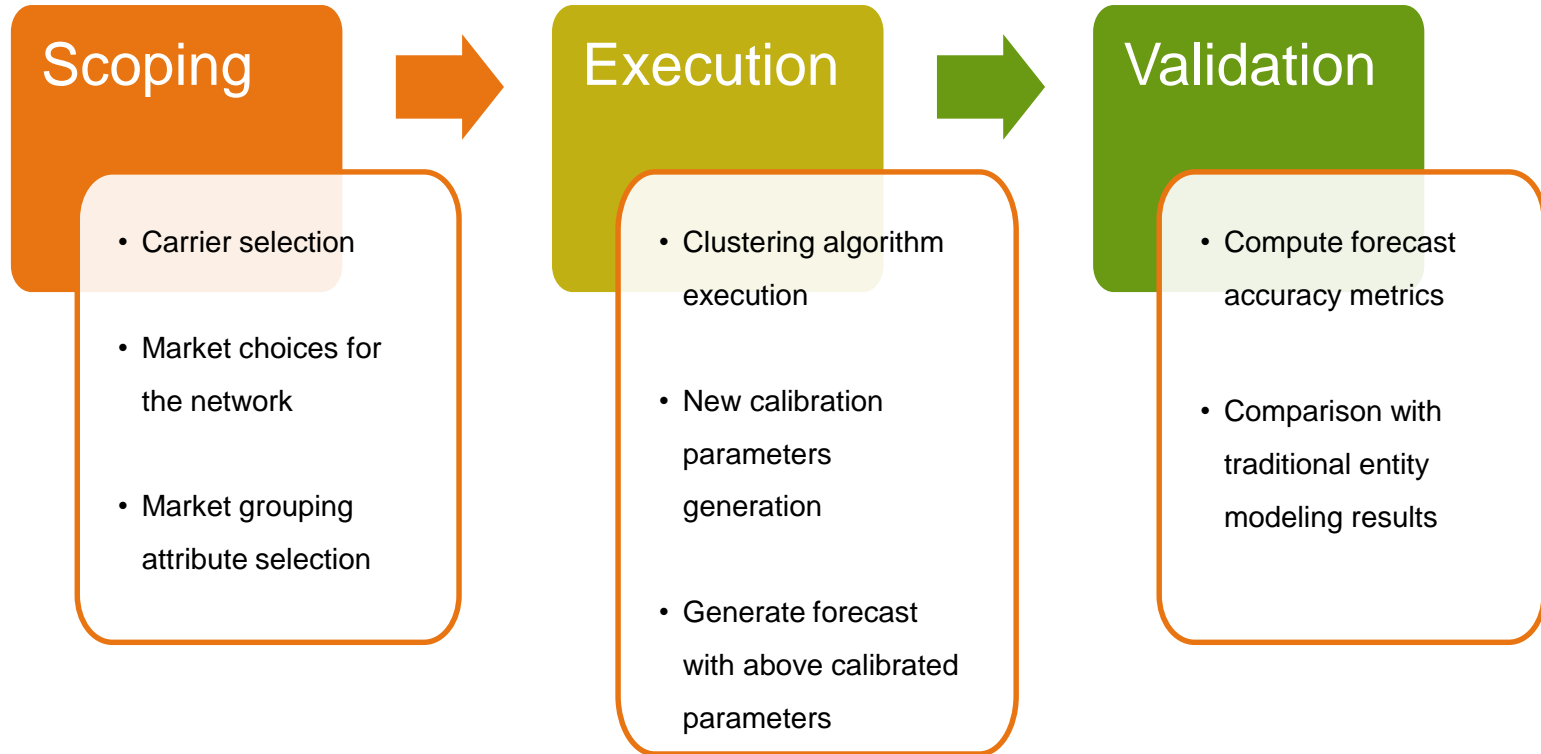 Scoping
• Carrier selection
• Market choices for
the network
• Market grouping
attribute selection
Execution
• Clustering algorithm
execution
• New calibration
parameters
generation
• Generate forecast
with above calibrated
parameters
Validation
• Compute forecast
accuracy metrics
• Comparison with
traditional entity
modeling results